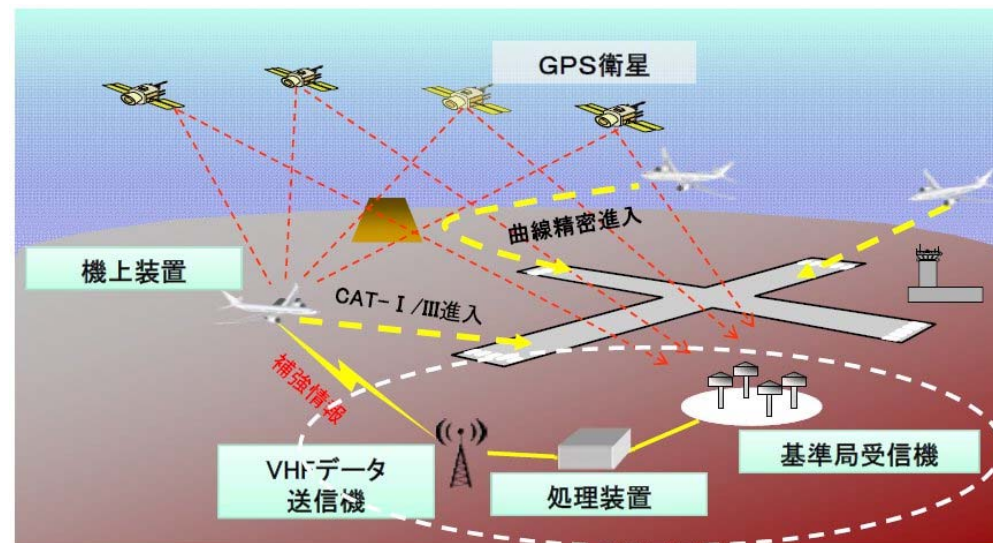 GPS衛星
曲線精密進入
機上装置
CAT-Ⅰ/Ⅲ進入
補強情報
VHFデータ
送信機
処理装置
基準局受信機